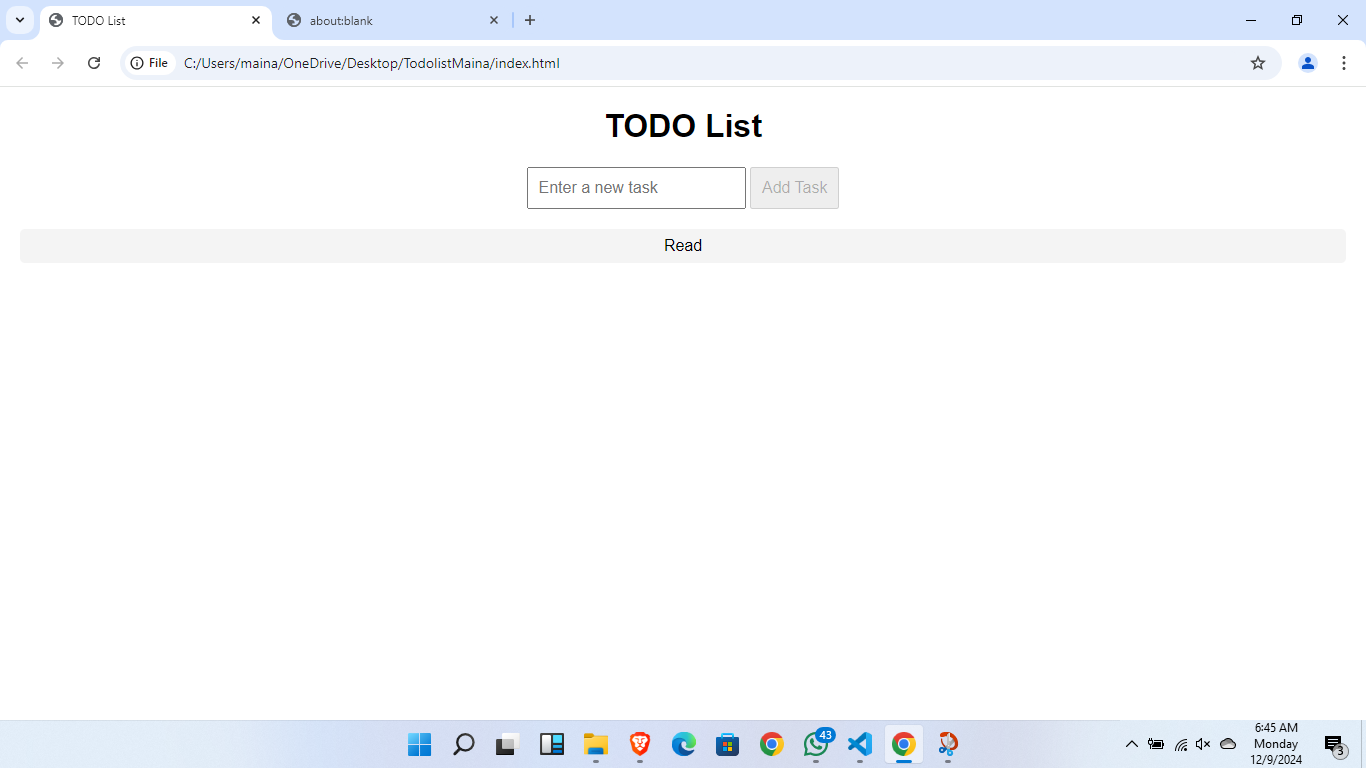 TODO List
about:blank
File
C:/Users/maina/OneDrive/Desktop/TodolistMaina/index.html
TODO List
Enter a new task
Add Task
Read
43
6:45 AM
Monday
12/9/2024
3